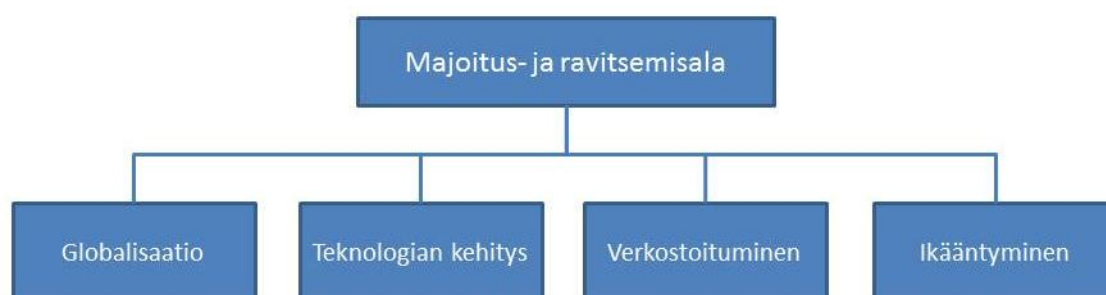 Majoitus- ja ravitsemisala
Globalisaatio
Teknologian kehitys
Verkostoituminen
Ikääntyminen